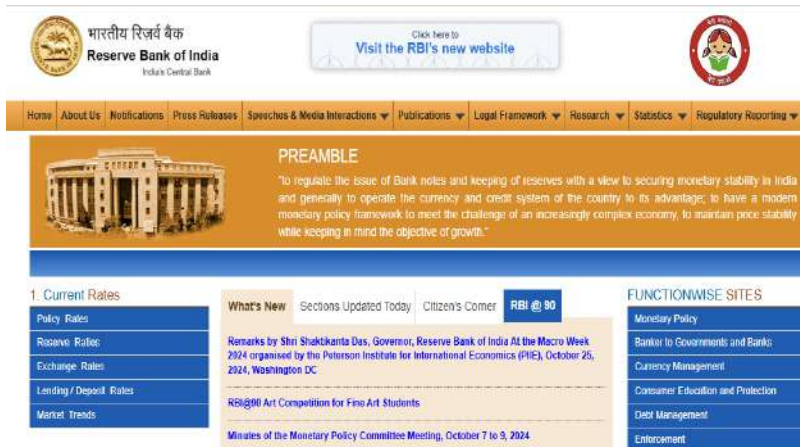 भारतीय रिज़र्व बैंक
Reserve Bank of India
India's Central Bank
Click here to
Visit the RBI's new website
Home About Us Notifications Press Releases Speeches & Media Interactions Publications Legal Framework Research Statistics Regulatory Reporting
PREAMBLE
"to regulate the issue of Bank notes and keeping of reserves with a view to securing monetary stability in India
and generally to operate the currency and credit system of the country to its advantage; to have a modern
monetary policy framework to meet the challenge of an increasingly complex economy, to maintain price stability
while keeping in mind the objective of growth."
1. Current Rates
Policy Rates
Reserve Ratios
Exchange Rates
Lending / Deposit Rates
Market Trends
What's New Sections Updated Today Citizen's Corner RBI @ 90
Remarks by Shri Shaktikanta Das, Governor, Reserve Bank of India At the Macro Week
2024 organised by the Peterson Institute for International Economics (PIIE), October 25,
2024, Washington DC
RBI@90 Art Competition for Fine Art Students
Minutes of the Monetary Policy Committee Meeting, October 7 to 9, 2024
FUNCTIONWISE SITES
Monetary Policy
Banker to Governments and Banks
Currency Management
Consumer Education and Protection
Debt Management
Enforcement